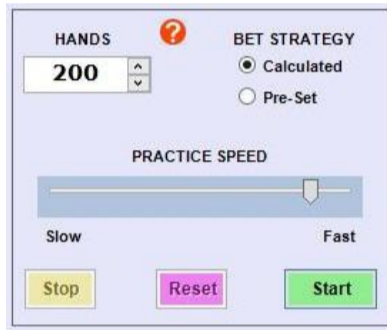 HANDS ? BET STRATEGY
200 Calculated
Pre-Set
PRACTICE SPEED
Slow Fast
Stop Reset Start